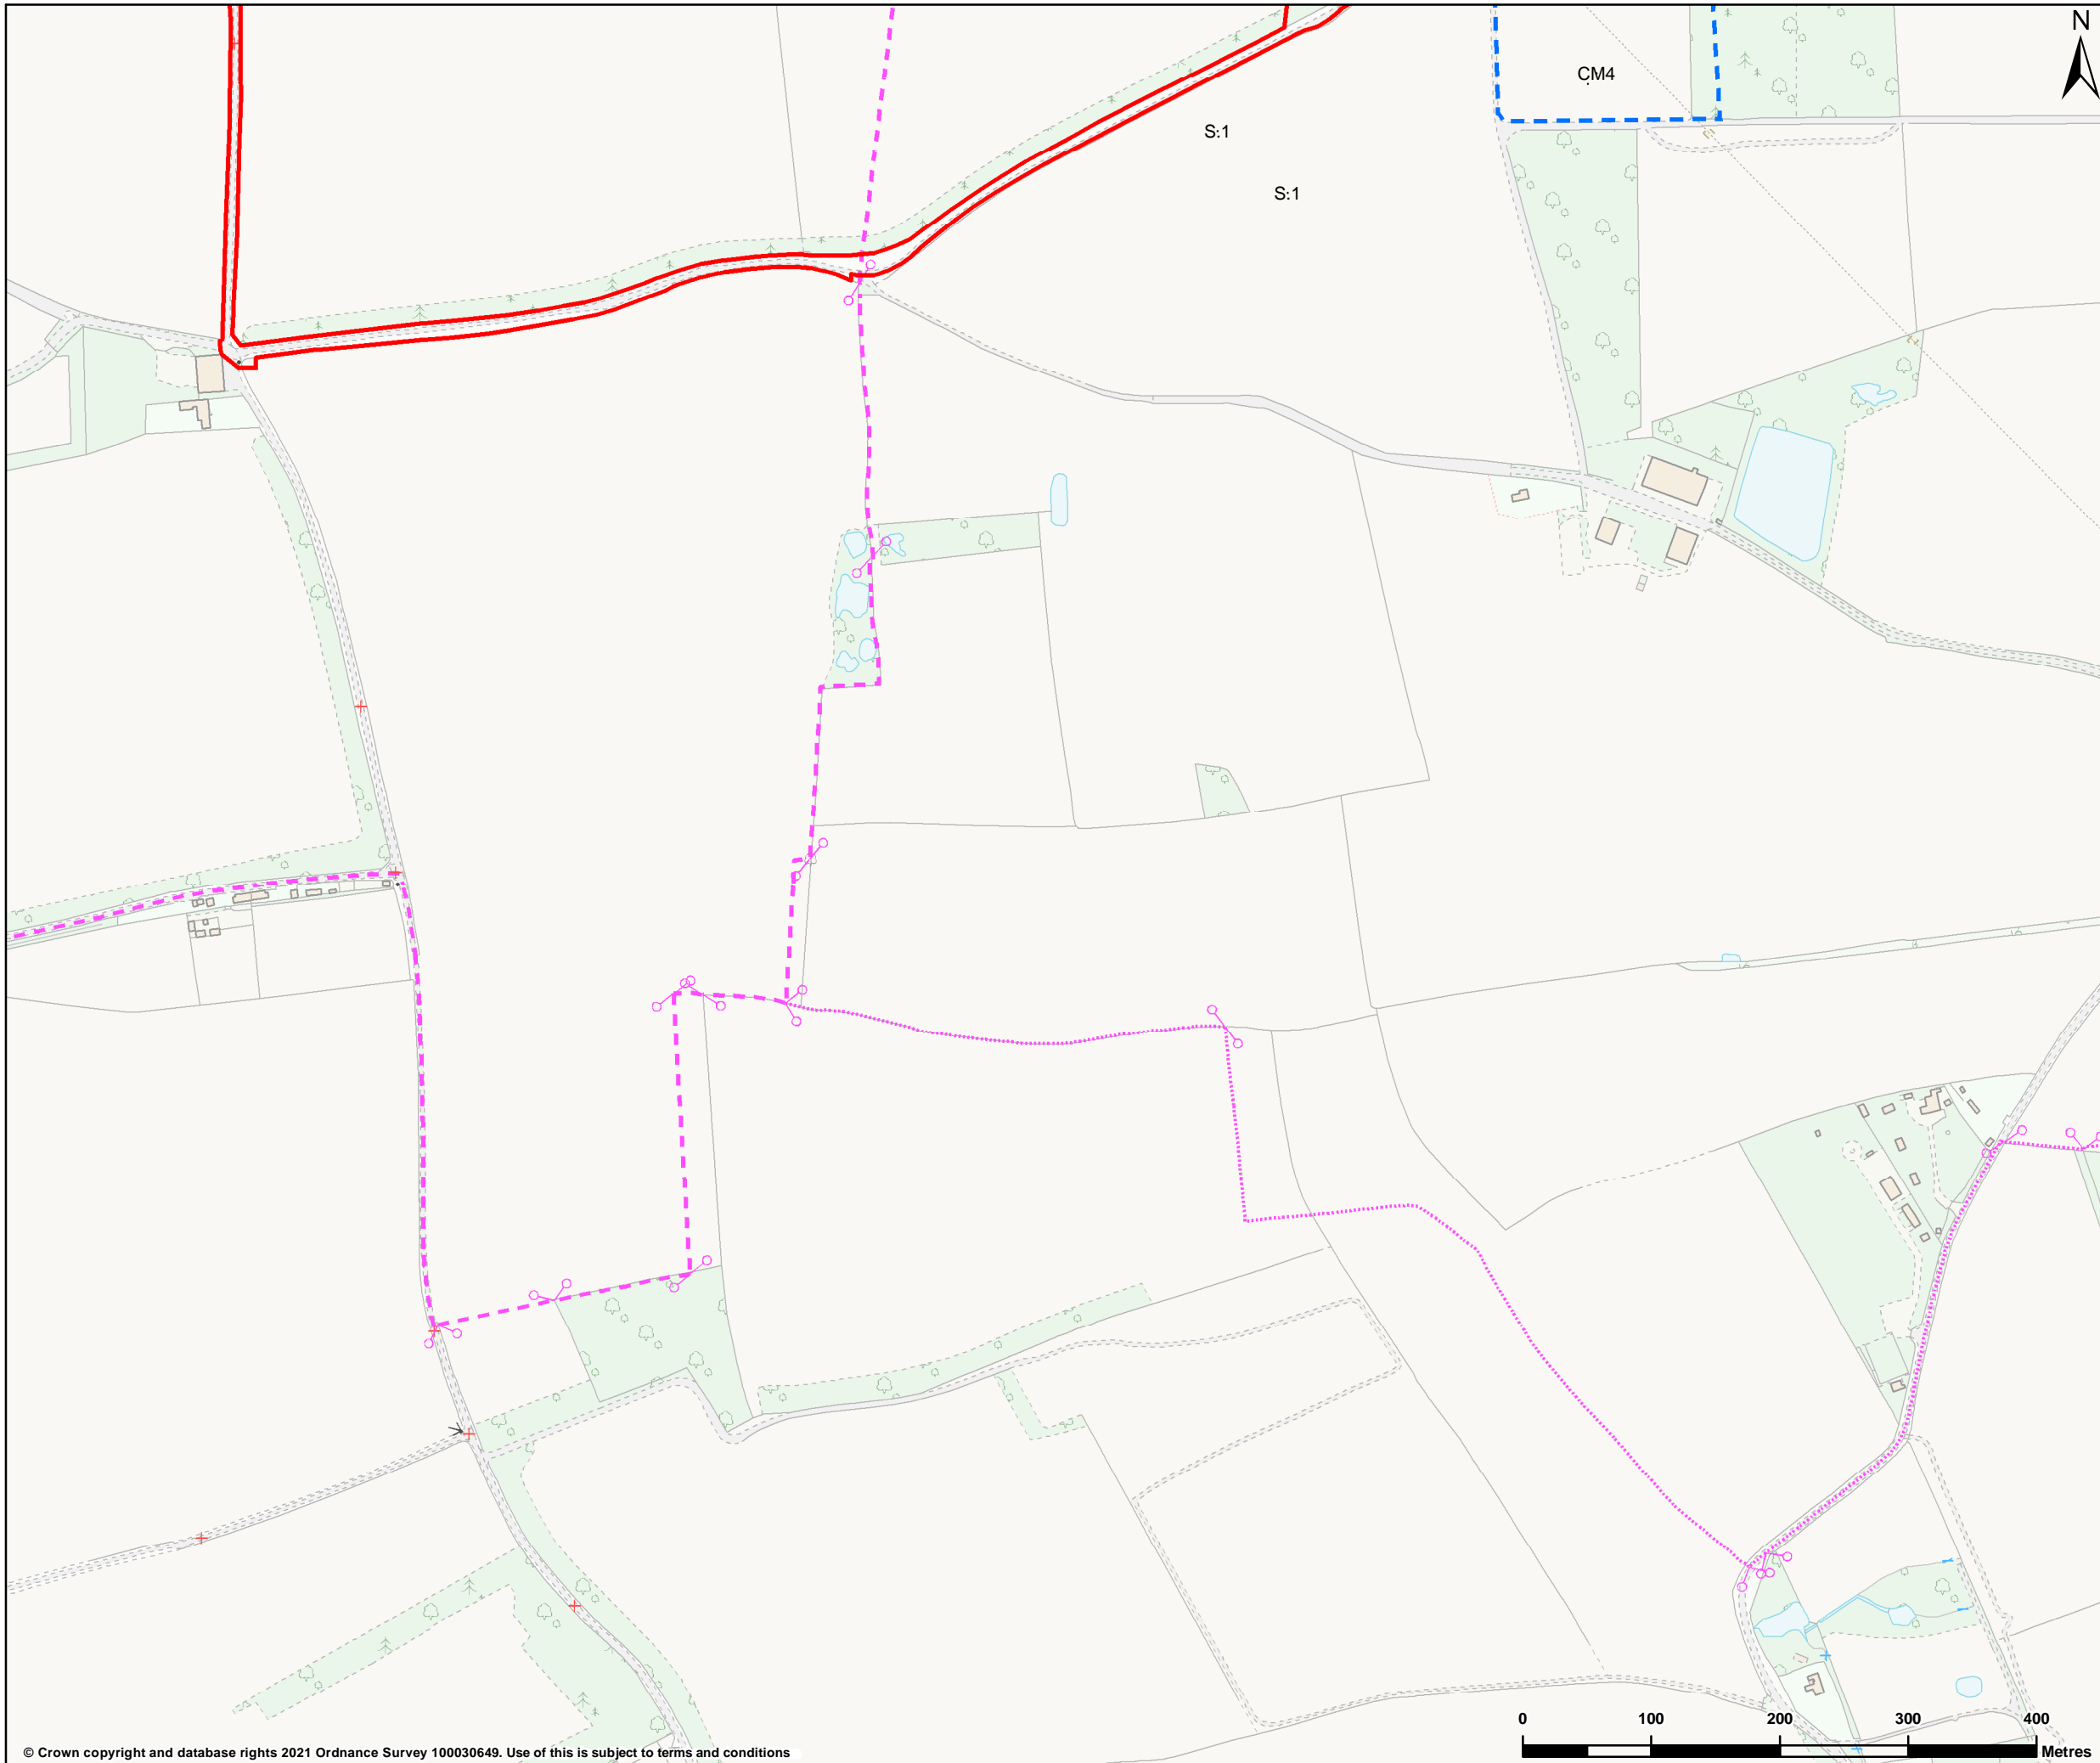 N
CM4
S:1
S:1
0 100 200 300 400
Metres
© Crown copyright and database rights 2021 Ordnance Survey 100030649. Use of this is subject to terms and conditions